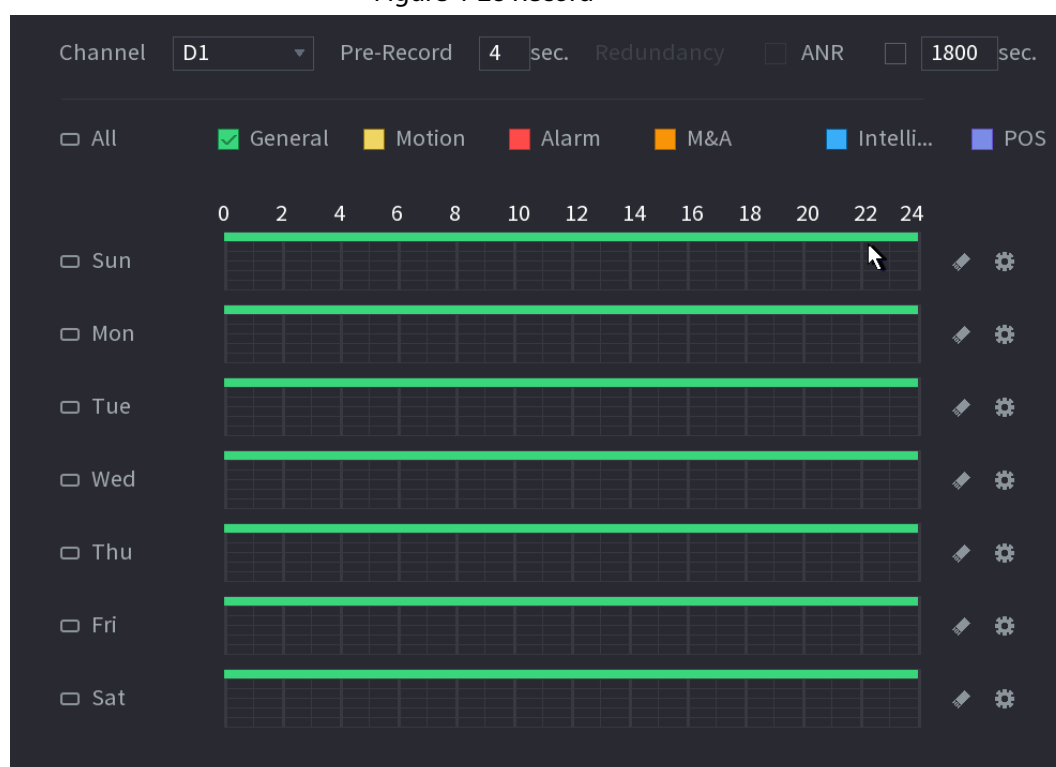 Channel D1 Pre-Record 4 sec. Redundancy ANR 1800 sec.
All General Motion Alarm M&A Intelli... POS
0 2 4 6 8 10 12 14 16 18 20 22 24
Sun
Mon
Tue
Wed
Thu
Fri
Sat